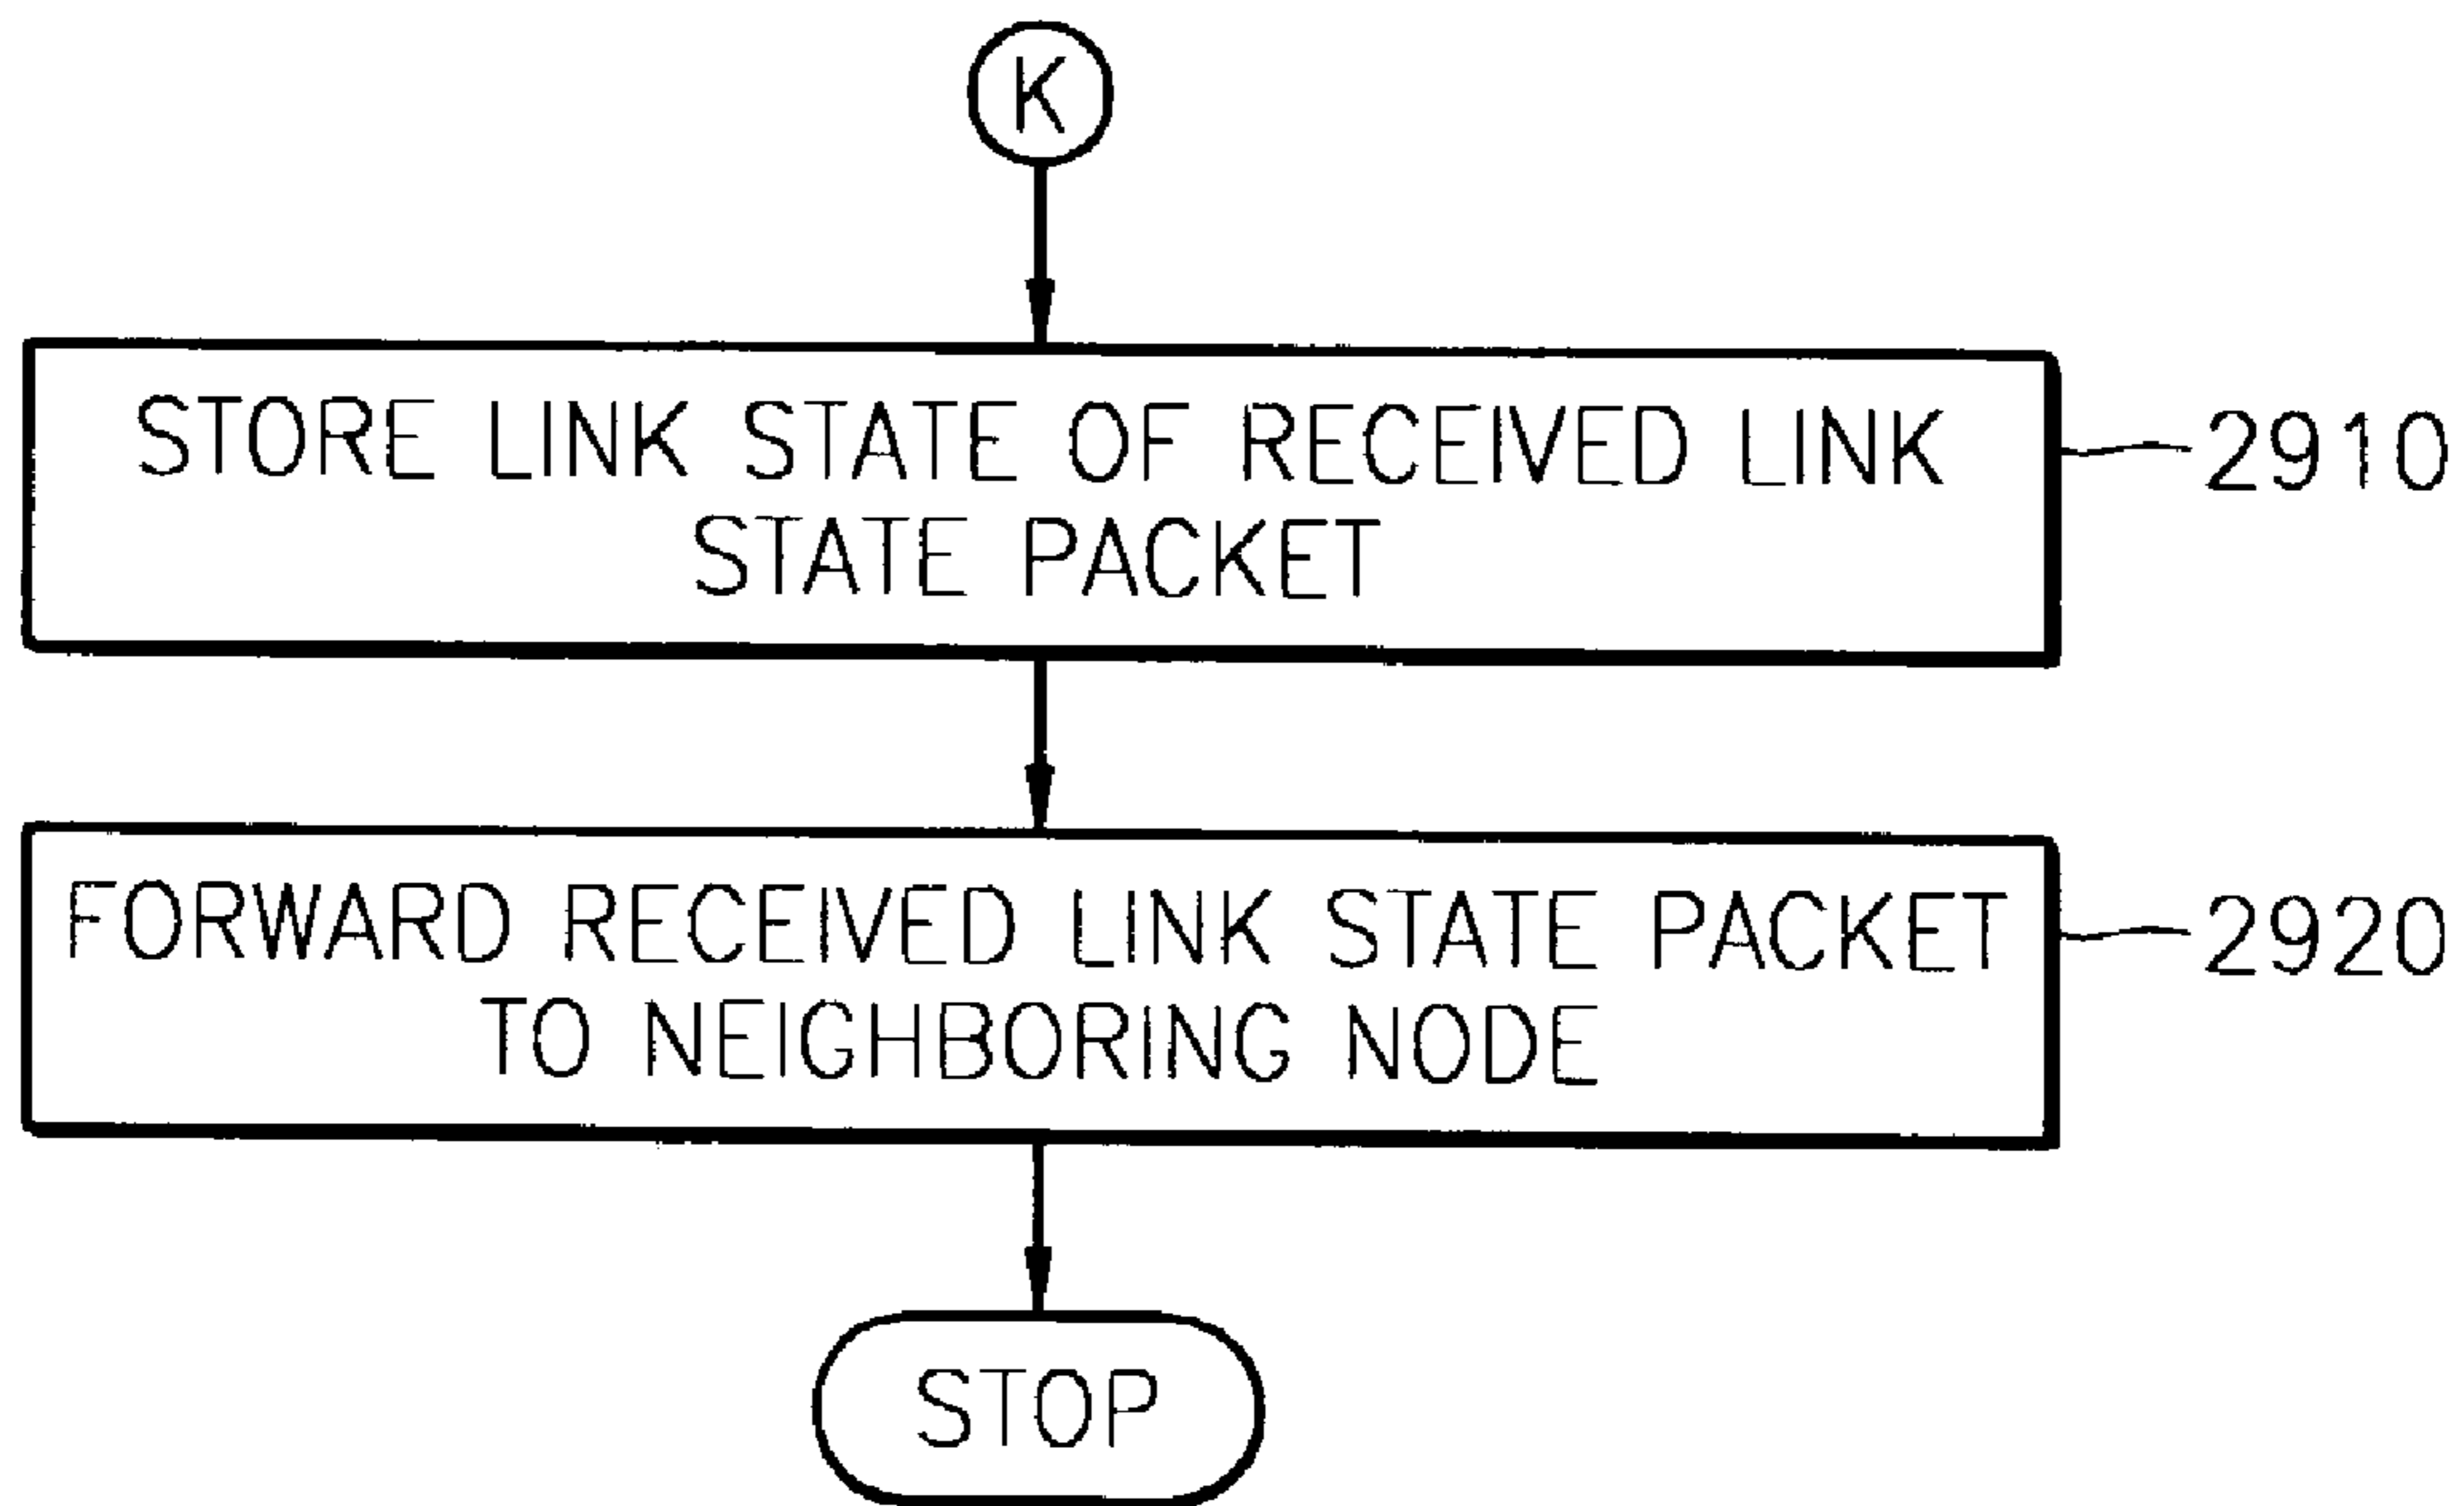 K
STORE LINK STATE OF RECEIVED LINK
STATE PACKET
2910
FORWARD RECEIVED LINK STATE PACKET
TO NEIGHBORING NODE
2920
STOP